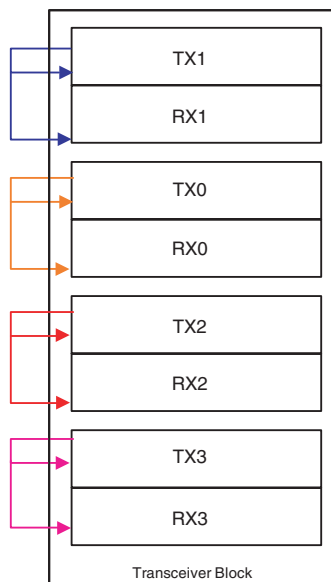 TX1
RX1
TX0
RX0
TX2
RX2
TX3
RX3
Transceiver Block